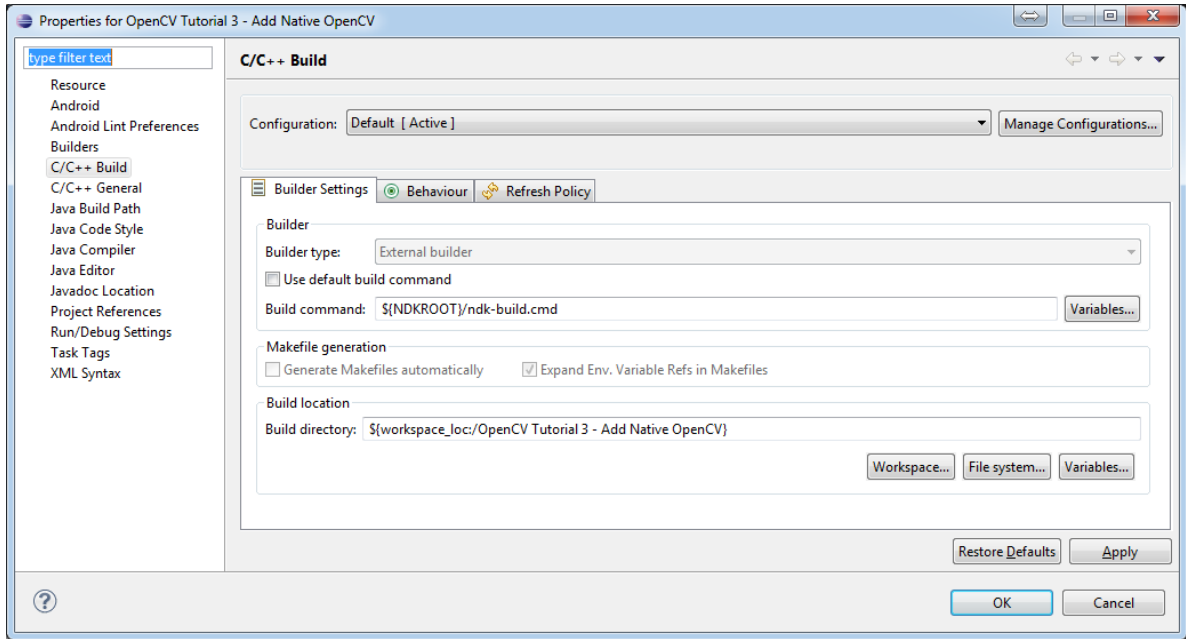 Properties for OpenCV Tutorial 3 - Add Native OpenCV
type filter text
Resource
Android
Android Lint Preferences
Builders
C/C++ Build
C/C++ General
Java Build Path
Java Code Style
Java Compiler
Java Editor
Javadoc Location
Project References
Run/Debug Settings
Task Tags
XML Syntax
C/C++ Build
Configuration: Default [ Active ] Manage Configurations...
Builder Settings Behaviour Refresh Policy
Builder
Builder type: External builder
Use default build command
Build command: ${NDKROOT}/ndk-build.cmd Variables...
Makefile generation
Generate Makefiles automatically Expand Env. Variable Refs in Makefiles
Build location
Build directory: ${workspace_loc:/OpenCV Tutorial 3 - Add Native OpenCV}
Workspace... File system... Variables...
Restore Defaults Apply
OK Cancel